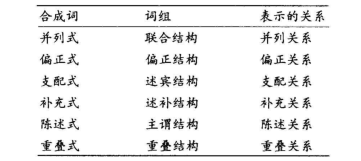 合成词 词组 表示的关系
并列式 联合结构 并列关系
偏正式 偏正结构 偏正关系
支配式 述宾结构 支配关系
补充式 述补结构 补充关系
陈述式 主谓结构 陈述关系
重叠式 重叠结构 重叠关系